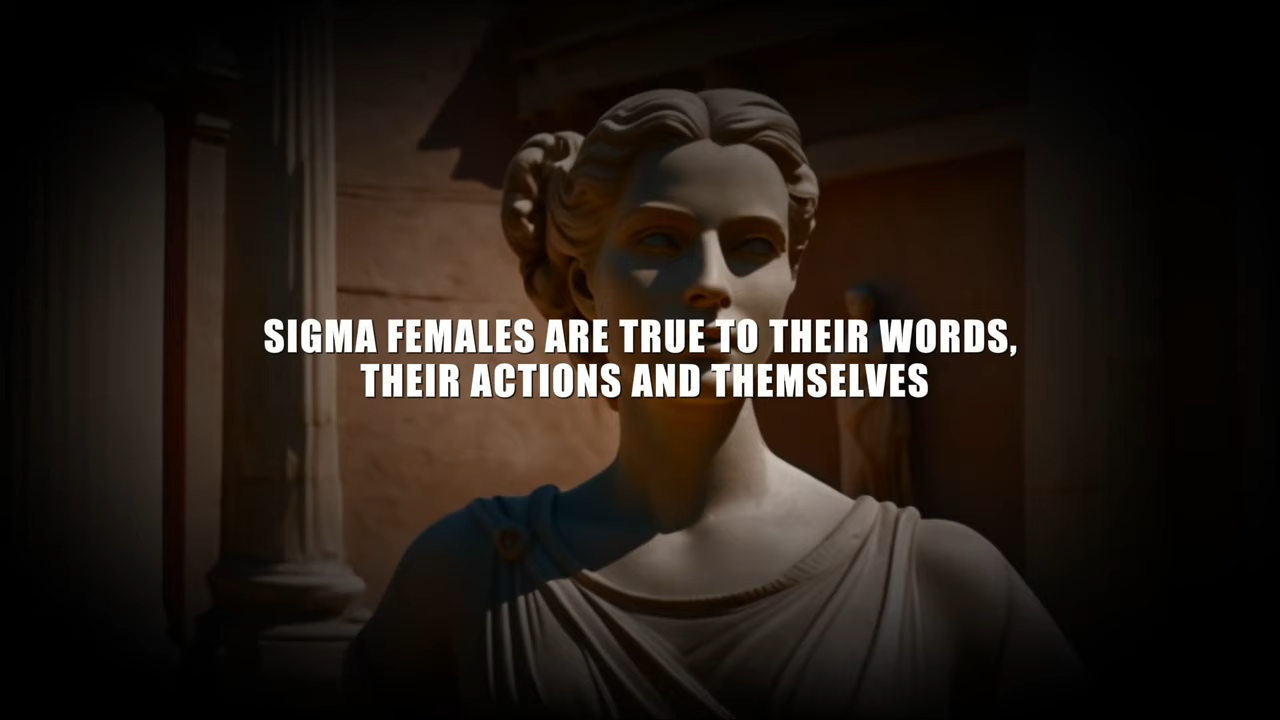 SIGMA FEMALES ARE TRUE TO THEIR WORDS,
THEIR ACTIONS AND THEMSELVES